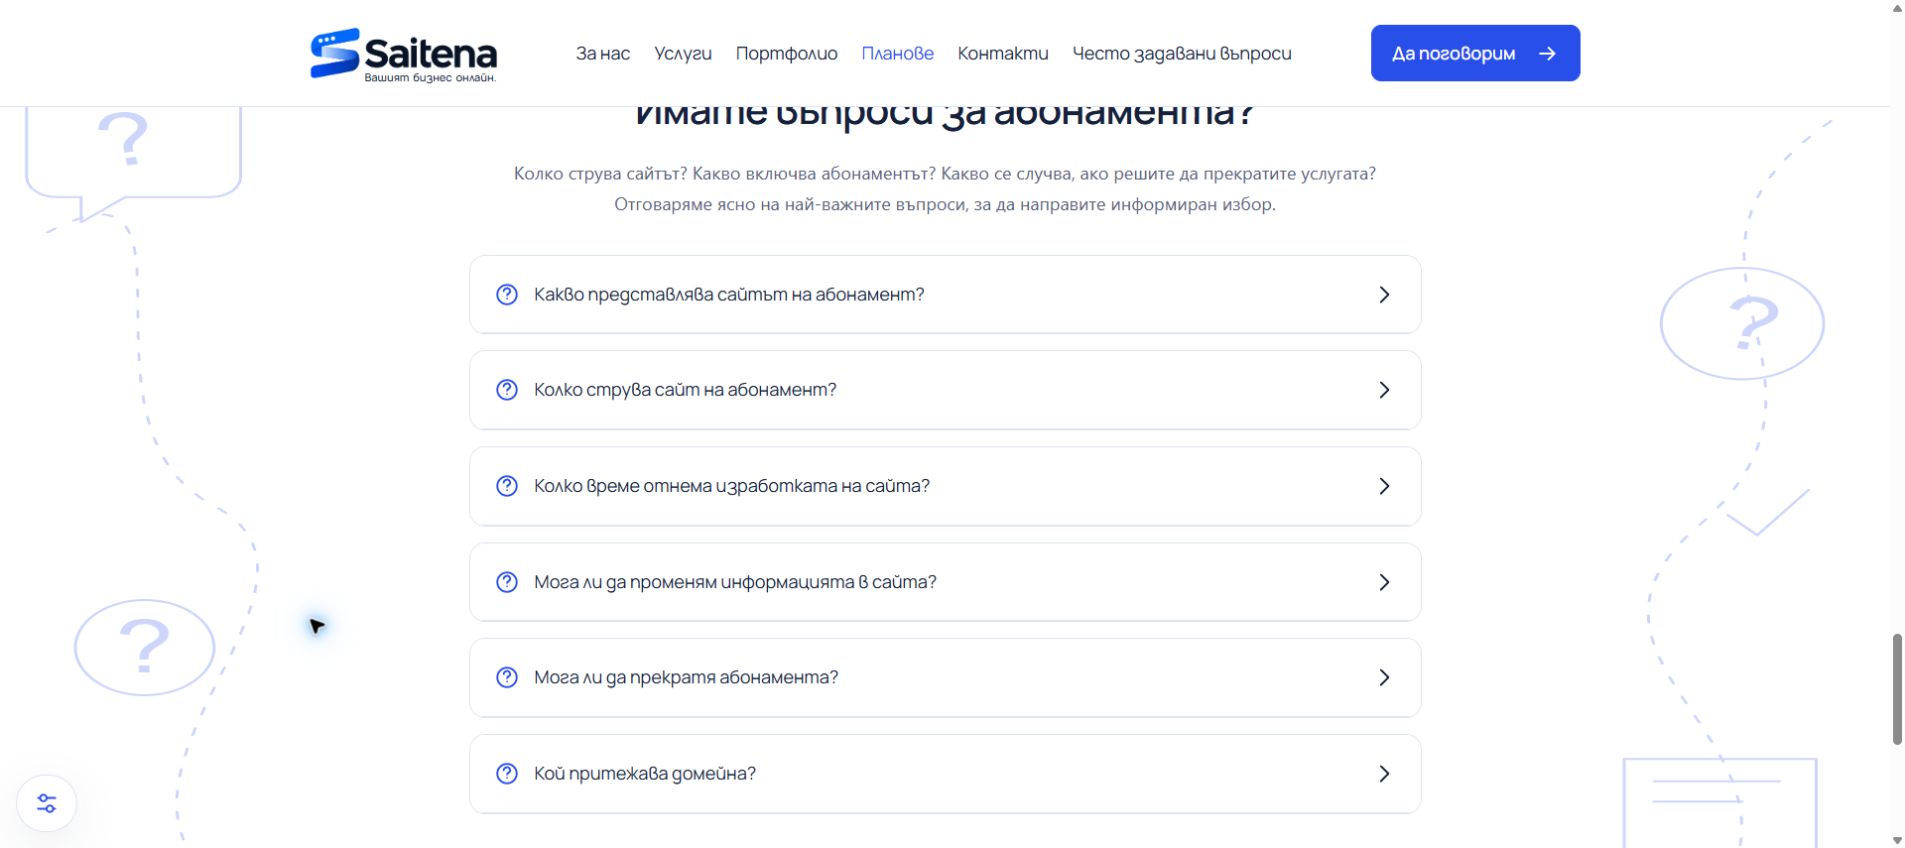 Saitena
Вашият бизнес онлайн.
За нас
Услуги
Портфолио
Планове
Контакти
Често задавани въпроси
Да поговорим
Имате въпроси за абонамента?
Колко струва сайтът? Какво включва абонаментът? Какво се случва, ако решите да прекратите услугата?
Отговаряме ясно на най-важните въпроси, за да направите информиран избор.
Какво представлява сайтът на абонамент?
Колко струва сайт на абонамент?
Колко време отнема изработката на сайта?
Мога ли да променям информацията в сайта?
Мога ли да прекратя абонамента?
Кой притежава домейна?